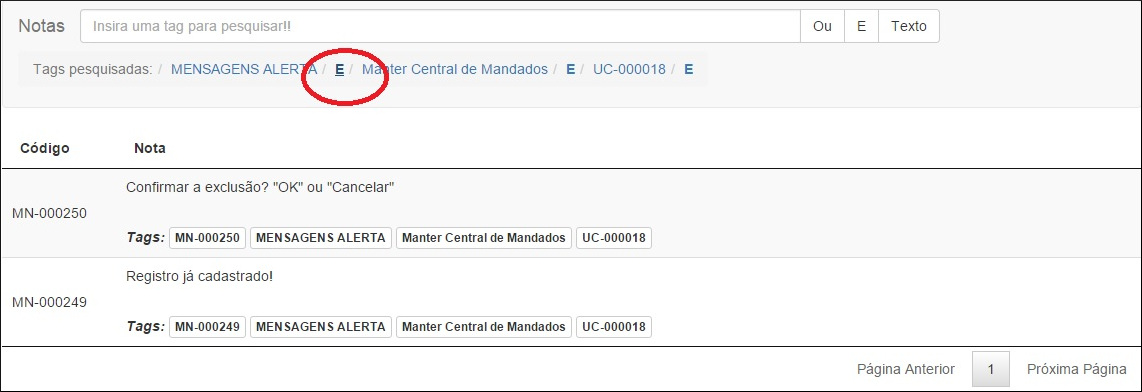 Notas Insira uma tag para pesquisar!! Ou E Texto
Tags pesquisadas: / MENSAGENS ALERTA / E / Manter Central de Mandados / E / UC-000018 / E
Código Nota
Confirmar a exclusão? "OK" ou "Cancelar"
MN-000250
Tags: MN-000250 MENSAGENS ALERTA Manter Central de Mandados UC-000018
Registro já cadastrado!
MN-000249
Tags: MN-000249 MENSAGENS ALERTA Manter Central de Mandados UC-000018
Página Anterior 1 Próxima Página